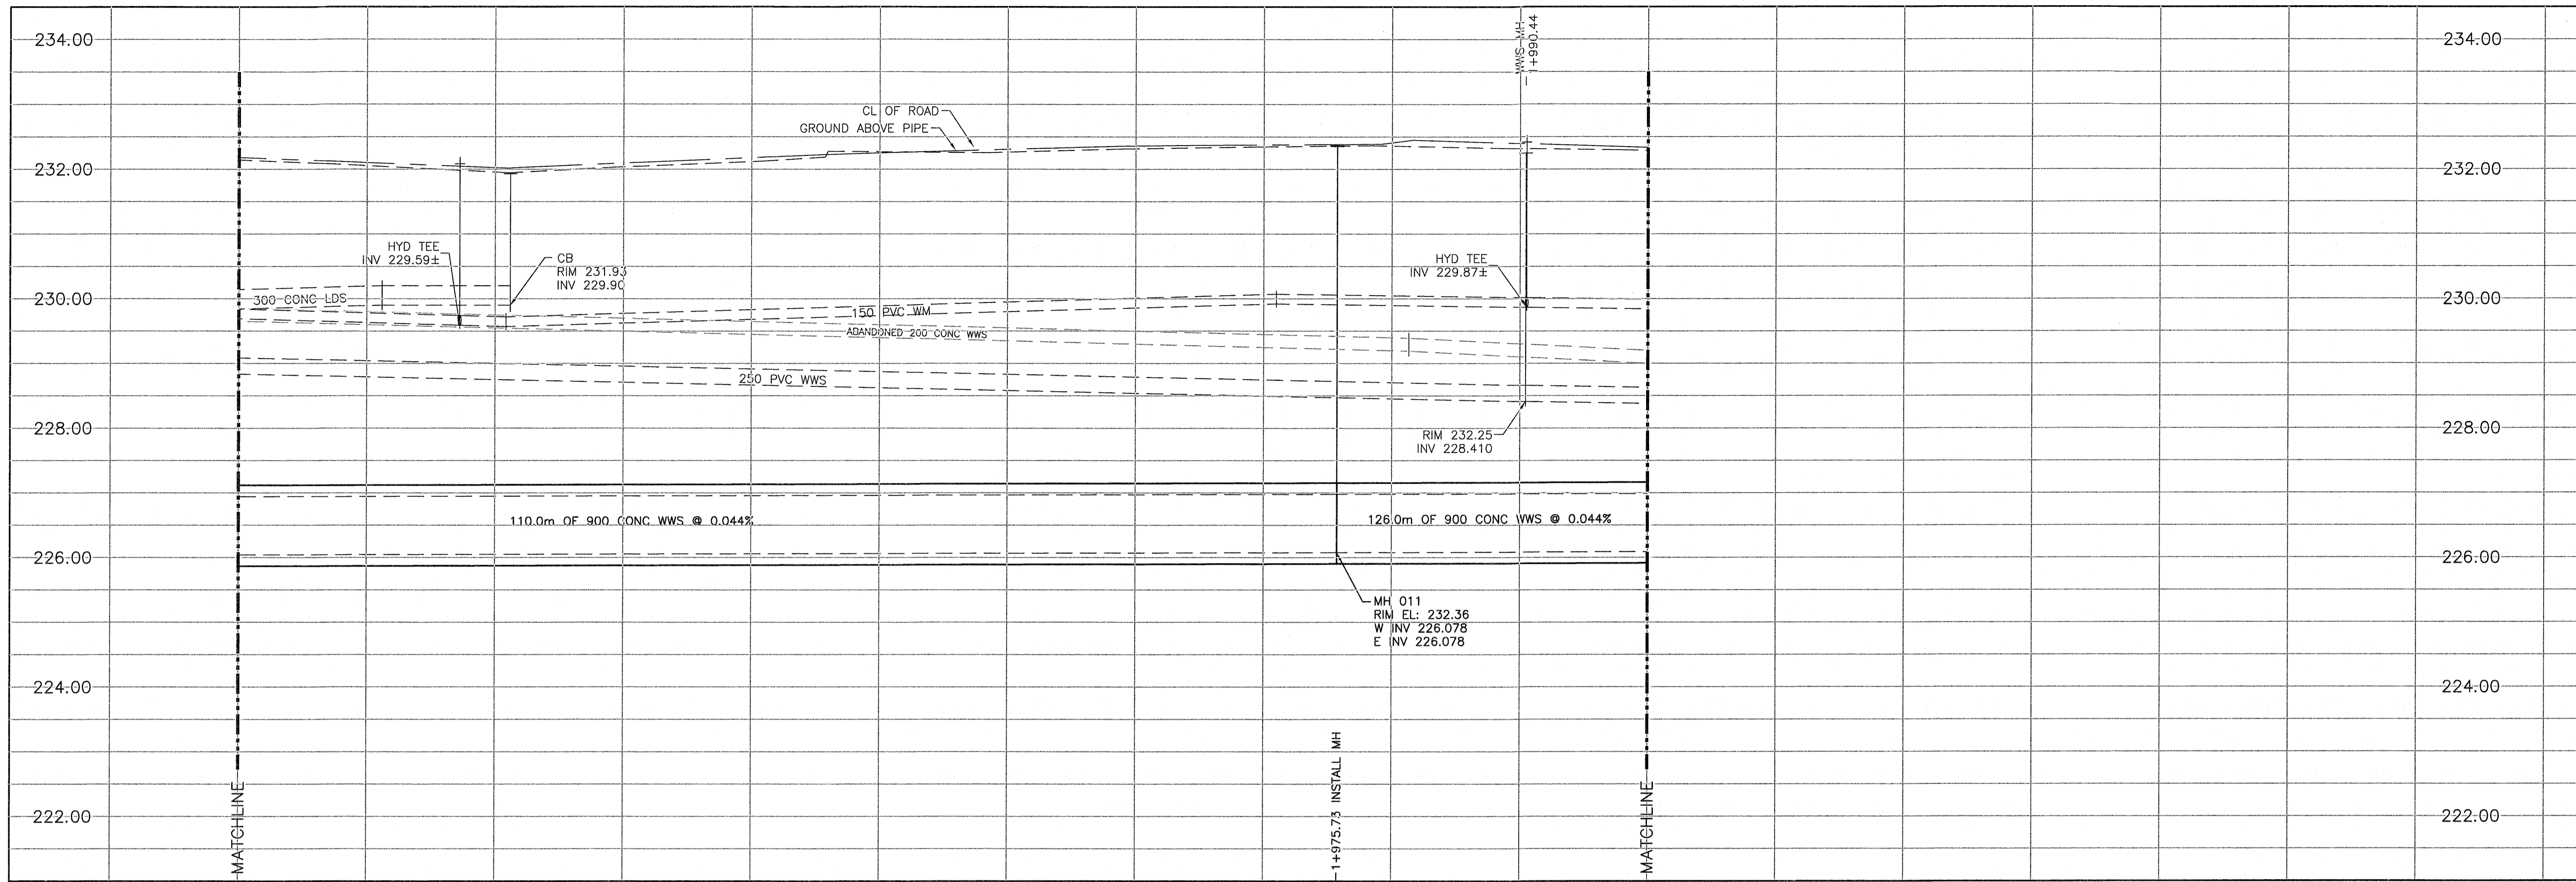 234.00
234.00
WWS MH
1+990.44
CL OF ROAD
GROUND ABOVE PIPE
232.00
232.00
HYD TEE
INV 229.59±
CB
RIM 231.93
INV 229.90
HYD TEE
INV 229.87±
230.00
300 CONC LDS
230.00
150 PVC WM
ABANDONED 200 CONC WWS
250 PVC WWS
228.00
228.00
RIM 232.25
INV 228.410
110.0m OF 900 CONC WWS @ 0.044%
126.0m OF 900 CONC WWS @ 0.044%
226.00
226.00
MH 011
RIM EL: 232.36
W INV 226.078
E INV 226.078
224.00
224.00
222.00
222.00
MATCHLINE
1+975.73 INSTALL MH
MATCHLINE